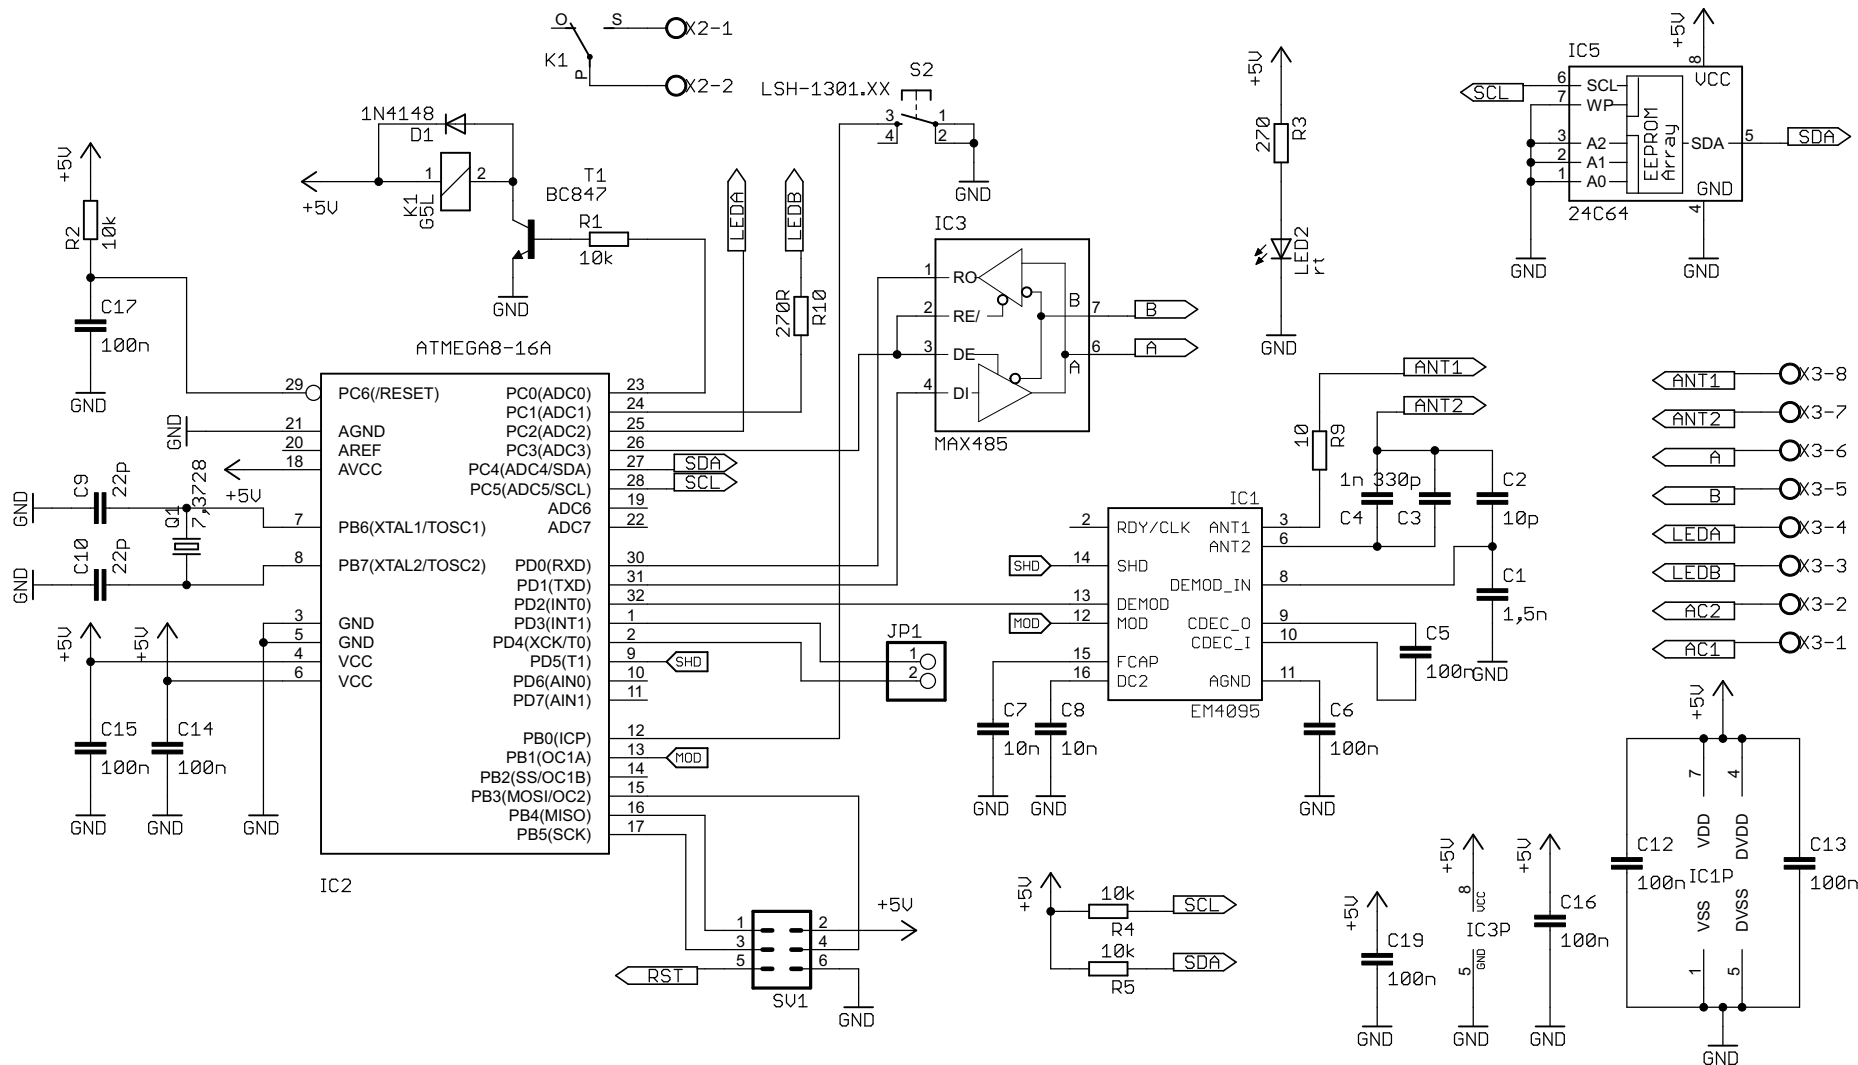 O S X2-1
K1
P X2-2
S2
LSH-1301.XX
3 1
4 2
GND
1N4148
D1
1 2
+5V
K1
G5L
T1
BC847
R1
10k
GND
+5V
R2
10k
C17
100n
GND
LEDA
LEDB
270R
R10
IC3
1 RO
2 RE/
3 DE
4 DI
B 7 B
A 6 A
MAX485
+5V
270
R3
LED2
rt
GND
IC5
+5V
8
VCC
SCL 6 SCL
7 WP
3 A2
2 A1
1 A0
EEPROM
Array
SDA 5 SDA
GND
4
24C64
GND GND
ATMEGA8-16A
29 PC6(/RESET)
GND 21 AGND
20 AREF
18 AVCC
+5V
7 PB6(XTAL1/TOSC1)
8 PB7(XTAL2/TOSC2)
3 GND
5 GND
4 VCC
6 VCC
PC0(ADC0) 23
PC1(ADC1) 24
PC2(ADC2) 25
PC3(ADC3) 26
PC4(ADC4/SDA) 27 SDA
PC5(ADC5/SCL) 28 SCL
ADC6 19
ADC7 22
PD0(RXD) 30
PD1(TXD) 31
PD2(INT0) 32
PD3(INT1) 1
PD4(XCK/T0) 2
PD5(T1) 9 SHD
PD6(AIN0) 10
PD7(AIN1) 11
PB0(ICP) 12
PB1(OC1A) 13 MOD
PB2(SS/OC1B) 14
PB3(MOSI/OC2) 15
PB4(MISO) 16
PB5(SCK) 17
IC2
GND C9 22p
GND C10 22p
Q1
7,3728
+5V +5V
C15
100n
C14
100n
GND GND GND
JP1
1
2
1 2 +5V
3 4
RST 5 6
SV1
GND
ANT1
ANT2
10
R9
1n 330p
C4 C3
C2
10p
C1
1,5n
GND
IC1
2 RDY/CLK ANT1 3
ANT2 6
SHD 14 SHD
DEMOD_IN 8
13 DEMOD
MOD 12 MOD
CDEC_O 9
CDEC_I 10
15 FCAP
16 DC2
AGND 11
EM4095
C5
100n
C7
10n
C8
10n
C6
100n
GND GND GND
ANT1 X3-8
ANT2 X3-7
A X3-6
B X3-5
LEDA X3-4
LEDB X3-3
AC2 X3-2
AC1 X3-1
+5V
10k SCL
R4
10k SDA
R5
+5V
C19
100n
GND
+5V
8
VCC
IC3P
GND
5
GND
+5V
C16
100n
GND
+5V
7 4
VDD DVDD
C12
100n
IC1P
C13
100n
VSS DVSS
1 5
GND